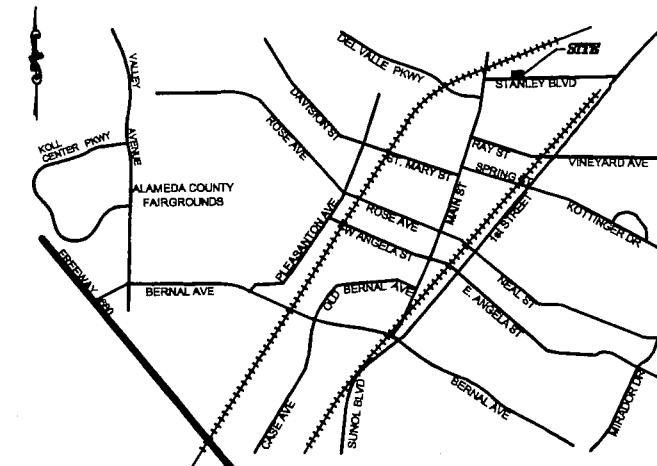 DEL VALLE PKWY
SITE
STANLEY BLVD
VALLEY
AVENUE
KOLL
CENTER PKWY
DAVISION ST
ROSE AVE
RAY ST
VINEYARD AVE
ST. MARY ST
SPRING
ALAMEDA COUNTY
FAIRGROUNDS
MAIN ST
KOTTINGER DR
PLEASANTON AVE
ROSE AVE
1st STREET
W ANGELA ST
FREEWAY 680
BERNAL AVE
OLD BERNAL AVE
NEAL ST
E. ANGELA ST
CASE AVE
SUNOL BLVD
BERNAL AVE
MIRADOR DR